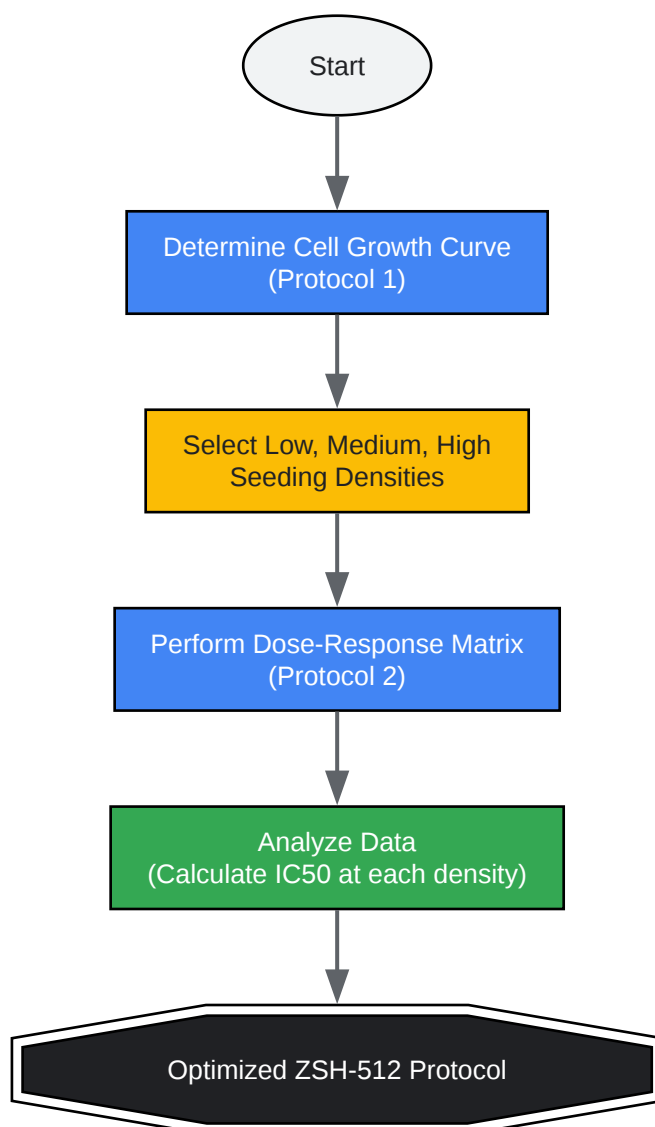 Start
Determine Cell Growth Curve
(Protocol 1)
Select Low, Medium, High
Seeding Densities
Perform Dose-Response Matrix
(Protocol 2)
Analyze Data
(Calculate IC50 at each density)
Optimized ZSH-512 Protocol